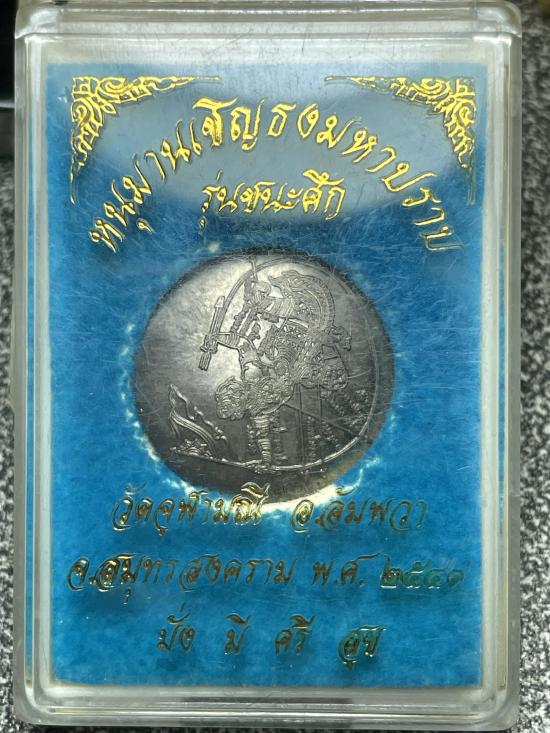 หนุมานเชิญธงมหาปราบ
รุ่นชนะศึก
วัดจุฬามณี อ.อัมพวา
จ.สมุทรสงคราม พ.ศ. ๒๕๔๑
มั่ง มี ศรี สุข